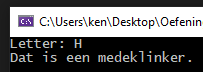 C:\Users\ken\Desktop\Oefenin
Letter: H
Dat is een medeklinker.